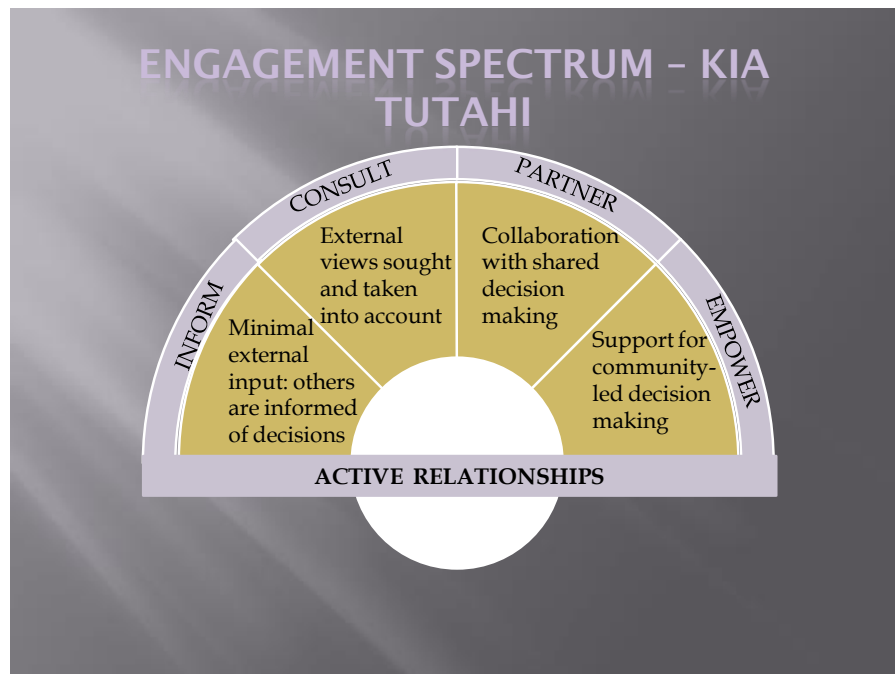 ENGAGEMENT SPECTRUM – KIA
TUTAHI
INFORM
Minimal
external
input: others
are informed
of decisions
CONSULT
External
views sought
and taken
into account
PARTNER
Collaboration
with shared
decision
making
EMPOWER
Support for
community-
led decision
making
ACTIVE RELATIONSHIPS